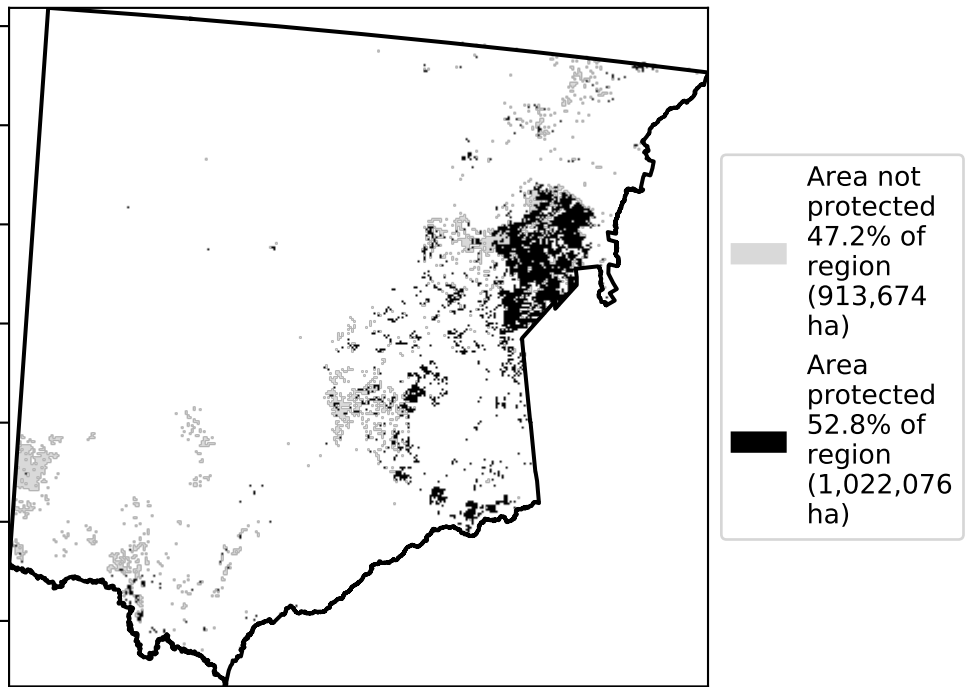 Area not
protected
47.2% of
region
(913,674
ha)
Area
protected
52.8% of
region
(1,022,076
ha)